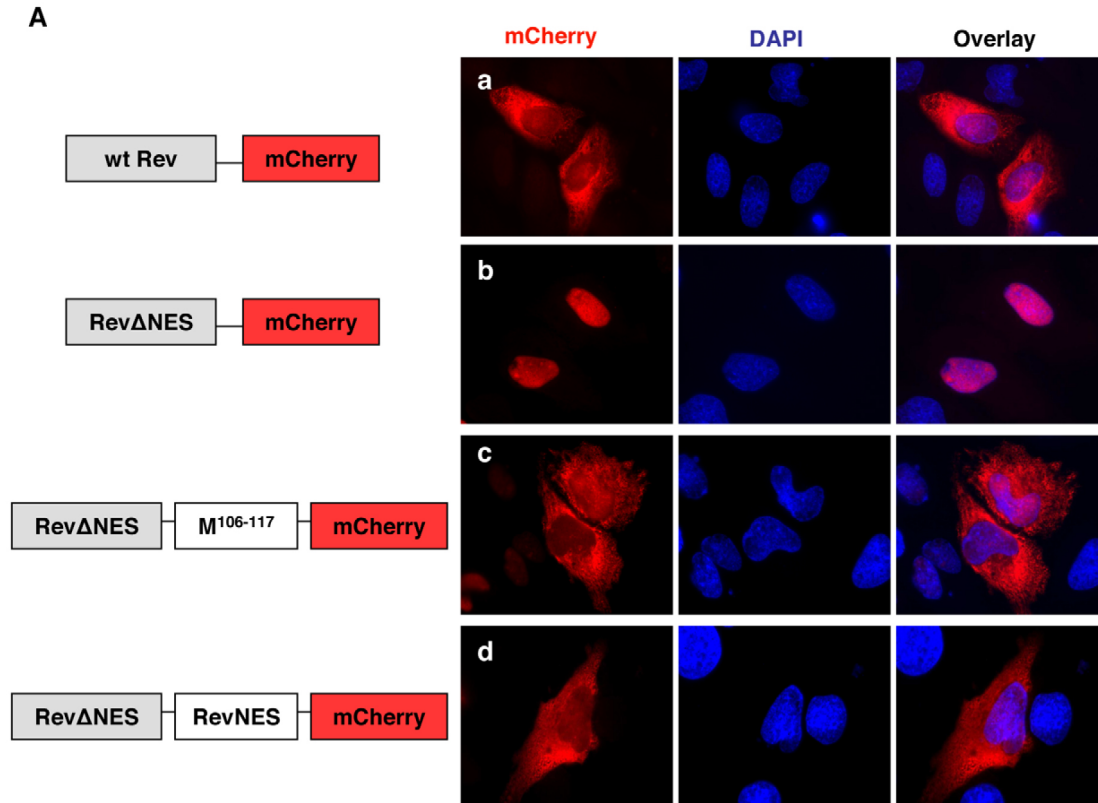 A
mCherry DAPI Overlay
a
wt Rev mCherry
b
RevΔNES mCherry
c
RevΔNES M¹⁰⁶⁻¹¹⁷ mCherry
d
RevΔNES RevNES mCherry